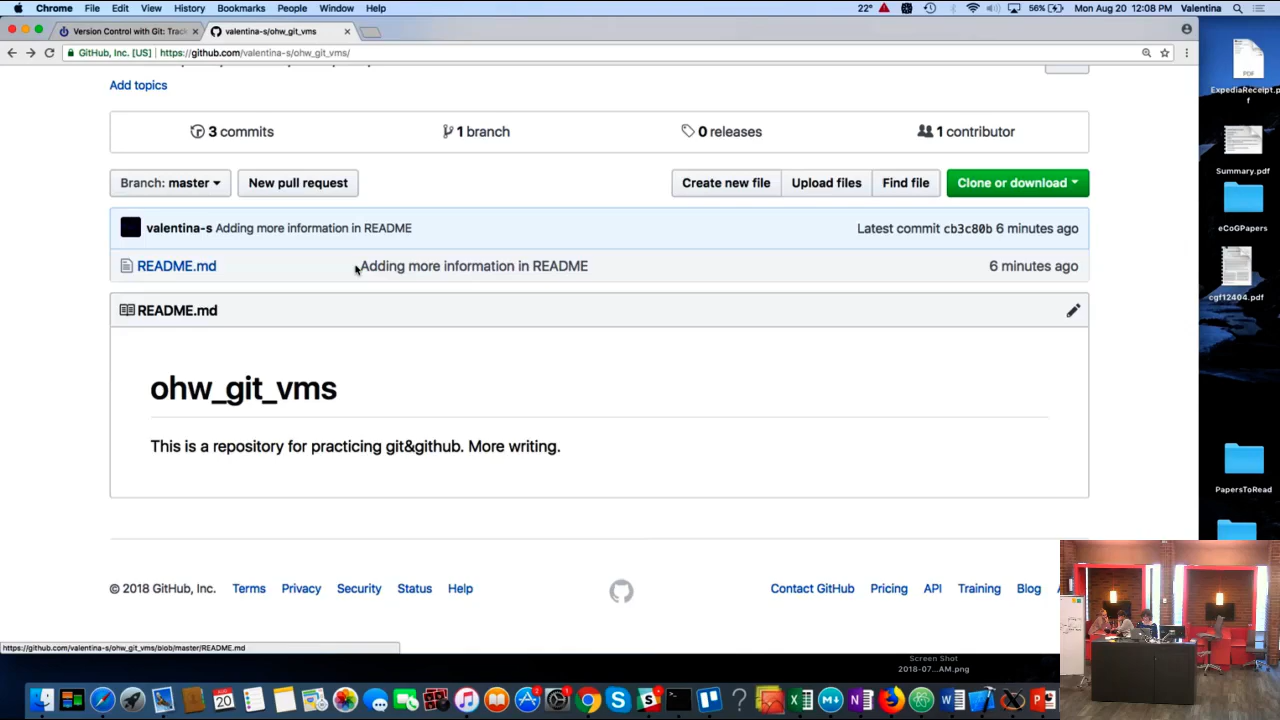 Chrome File Edit View History Bookmarks People Window Help 22° 56% Mon Aug 20 12:08 PM Valentina
Version Control with Git: Track valentina-s/ohw_git_vms
GitHub, Inc. [US] https://github.com/valentina-s/ohw_git_vms/
Add topics
3 commits 1 branch 0 releases 1 contributor
Branch: master New pull request Create new file Upload files Find file Clone or download
valentina-s Adding more information in README Latest commit cb3c80b 6 minutes ago
README.md Adding more information in README 6 minutes ago
README.md
ohw_git_vms
This is a repository for practicing git&github. More writing.
© 2018 GitHub, Inc. Terms Privacy Security Status Help Contact GitHub Pricing API Training Blog
https://github.com/valentina-s/ohw_git_vms/blob/master/README.md
PDF
ExpediaReceipt.p
f
Summary.pdf
eCoGPapers
cgf12404.pdf
PapersToRead
Screen Shot
2018-07...AM.png